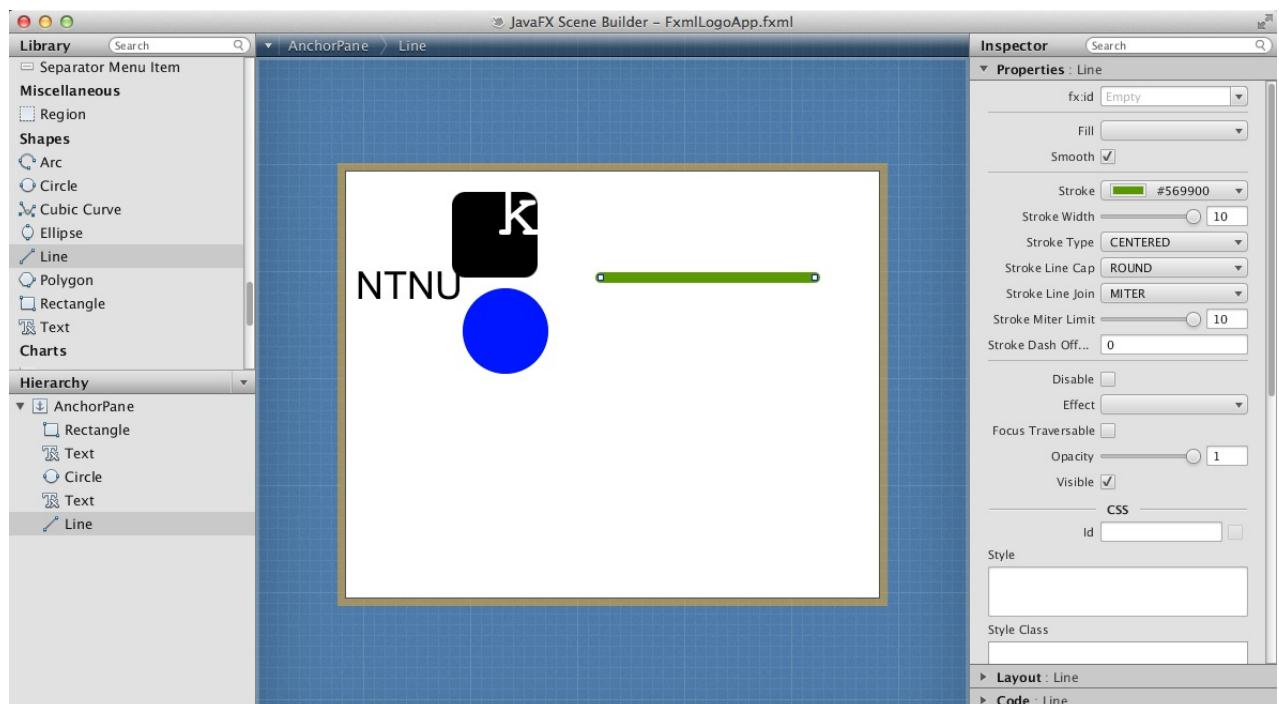 JavaFX Scene Builder – FxmlLogoApp.fxml
Library
Search
Separator Menu Item
Miscellaneous
Region
Shapes
Arc
Circle
Cubic Curve
Ellipse
Line
Polygon
Rectangle
Text
Charts
Hierarchy
AnchorPane
Rectangle
Text
Circle
Text
Line
AnchorPane Line
k
NTNU
Inspector
Search
Properties : Line
fx:id Empty
Fill
Smooth
Stroke #569900
Stroke Width 10
Stroke Type CENTERED
Stroke Line Cap ROUND
Stroke Line Join MITER
Stroke Miter Limit 10
Stroke Dash Off... 0
Disable
Effect
Focus Traversable
Opacity 1
Visible
CSS
Id
Style
Style Class
Layout : Line
Code : Line